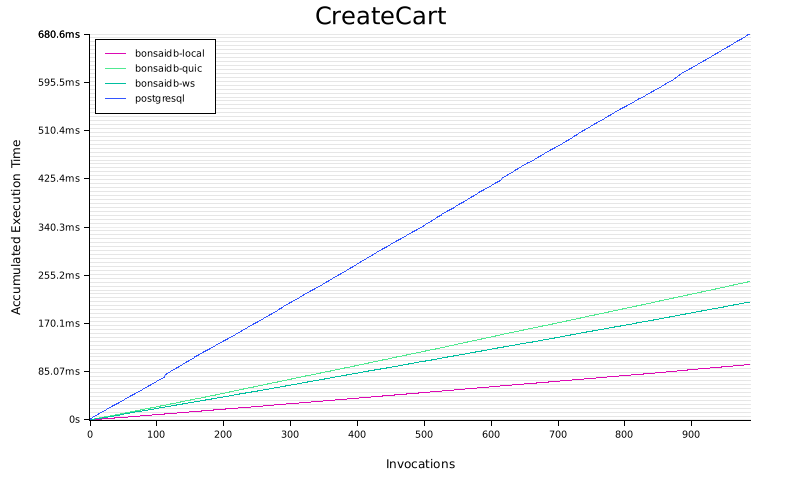 CreateCart
680.6ms
595.5ms
510.4ms
425.4ms
340.3ms
255.2ms
170.1ms
85.07ms
0s
Accumulated Execution Time
bonsaidb-local
bonsaidb-quic
bonsaidb-ws
postgresql
0 100 200 300 400 500 600 700 800 900
Invocations